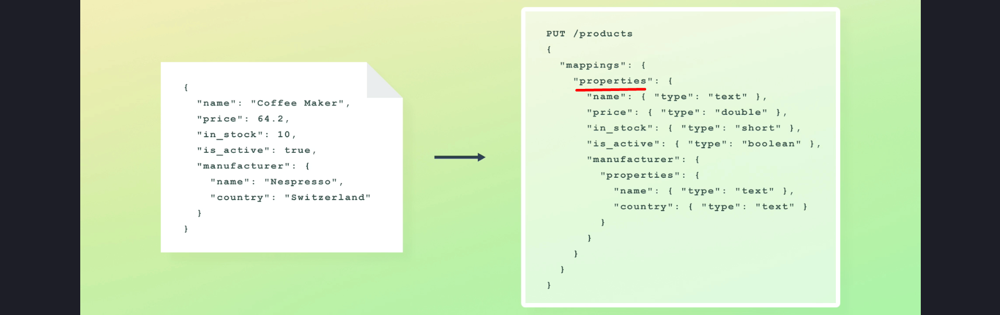 {
  "name": "Coffee Maker",
  "price": 64.2,
  "in_stock": 10,
  "is_active": true,
  "manufacturer": {
    "name": "Nespresso",
    "country": "Switzerland"
  }
}
PUT /products
{
  "mappings": {
    "properties": {
      "name": { "type": "text" },
      "price": { "type": "double" },
      "in_stock": { "type": "short" },
      "is_active": { "type": "boolean" },
      "manufacturer": {
        "properties": {
          "name": { "type": "text" },
          "country": { "type": "text" }
        }
      }
    }
  }
}